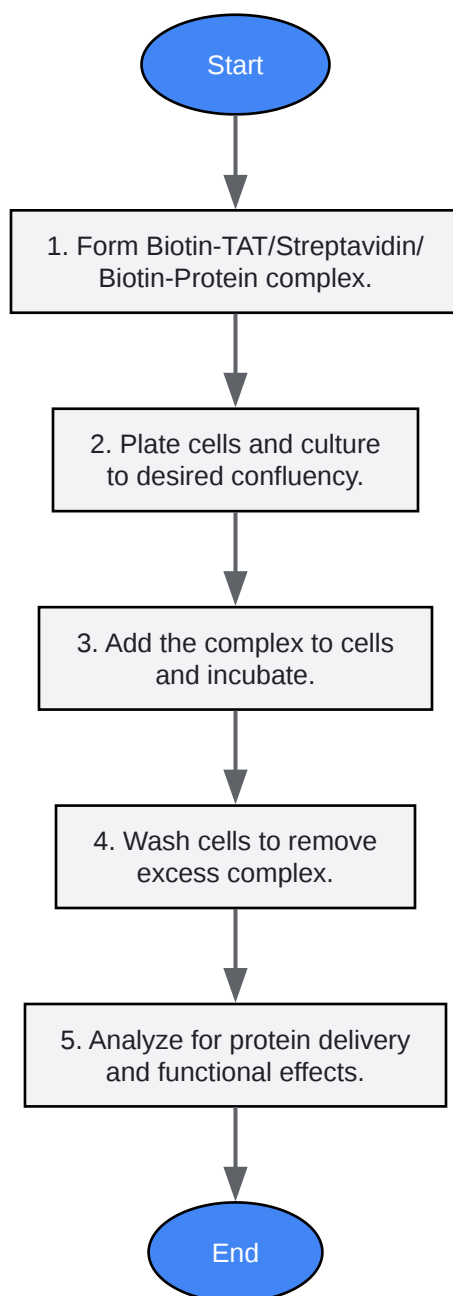 Start
1. Form Biotin-TAT/Streptavidin/
Biotin-Protein complex.
2. Plate cells and culture
to desired confluency.
3. Add the complex to cells
and incubate.
4. Wash cells to remove
excess complex.
5. Analyze for protein delivery
and functional effects.
End